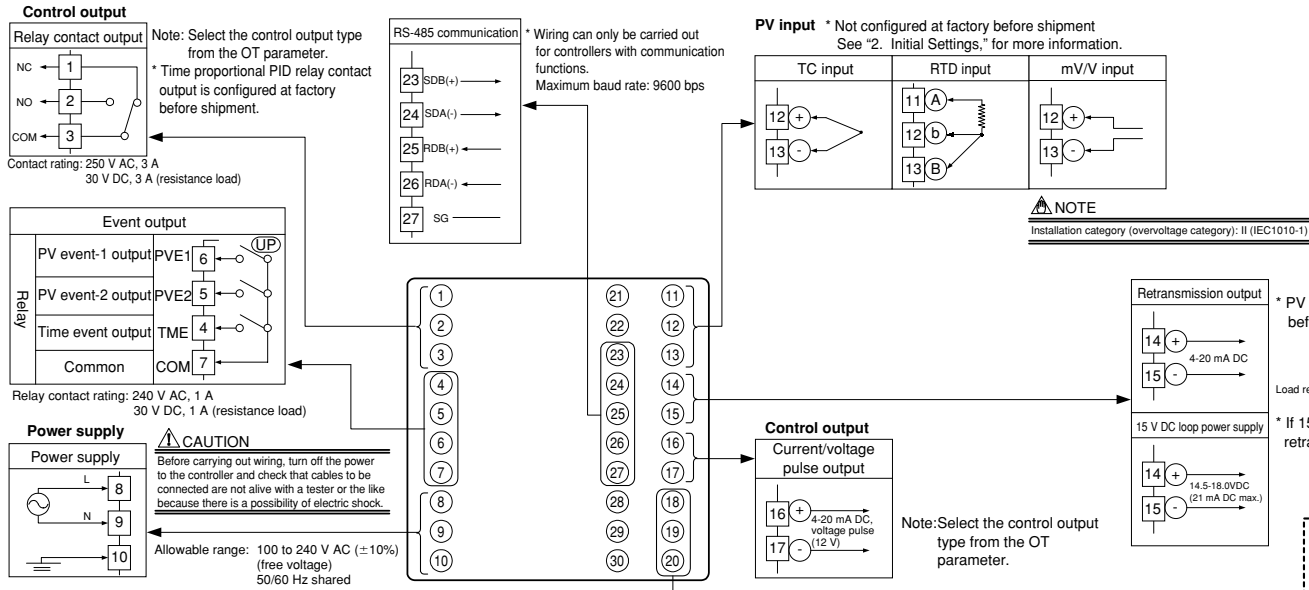 Control output
Relay contact output
NC
1
NO
2
COM
3
Contact rating: 250 V AC, 3 A
30 V DC, 3 A (resistance load)
Note: Select the control output type
from the OT parameter.
* Time proportional PID relay contact
output is configured at factory
before shipment.
RS-485 communication
23 SDB(+)
24 SDA(-)
25 RDB(+)
26 RDA(-)
27 SG
* Wiring can only be carried out
for controllers with communication
functions.
Maximum baud rate: 9600 bps
PV input
* Not configured at factory before shipment
See “2. Initial Settings,” for more information.
TC input
RTD input
mV/V input
12 +
13 -
11 A
12 b
13 B
12 +
13 -
NOTE
Installation category (overvoltage category): II (IEC1010-1)
Event output
Relay
PV event-1 output PVE1 6
UP
PV event-2 output PVE2 5
Time event output TME 4
Common COM 7
Relay contact rating: 240 V AC, 1 A
30 V DC, 1 A (resistance load)
Power supply
Power supply
L 8
N 9
10
CAUTION
Before carrying out wiring, turn off the power
to the controller and check that cables to be
connected are not alive with a tester or the like
because there is a possibility of electric shock.
Allowable range: 100 to 240 V AC (±10%)
(free voltage)
50/60 Hz shared
1 21 11
2 22 12
3 23 13
4 24 14
5 25 15
6 26 16
7 27 17
8 28 18
9 29 19
10 30 20
Control output
Current/voltage
pulse output
16 +
4-20 mA DC,
voltage pulse
(12 V)
17 -
Note:Select the control output
type from the OT
parameter.
Retransmission output
14 +
4-20 mA DC
15 -
15 V DC loop power supply
14 +
14.5-18.0VDC
(21 mA DC max.)
15 -
* PV
bef
Load re
* If 15
retra